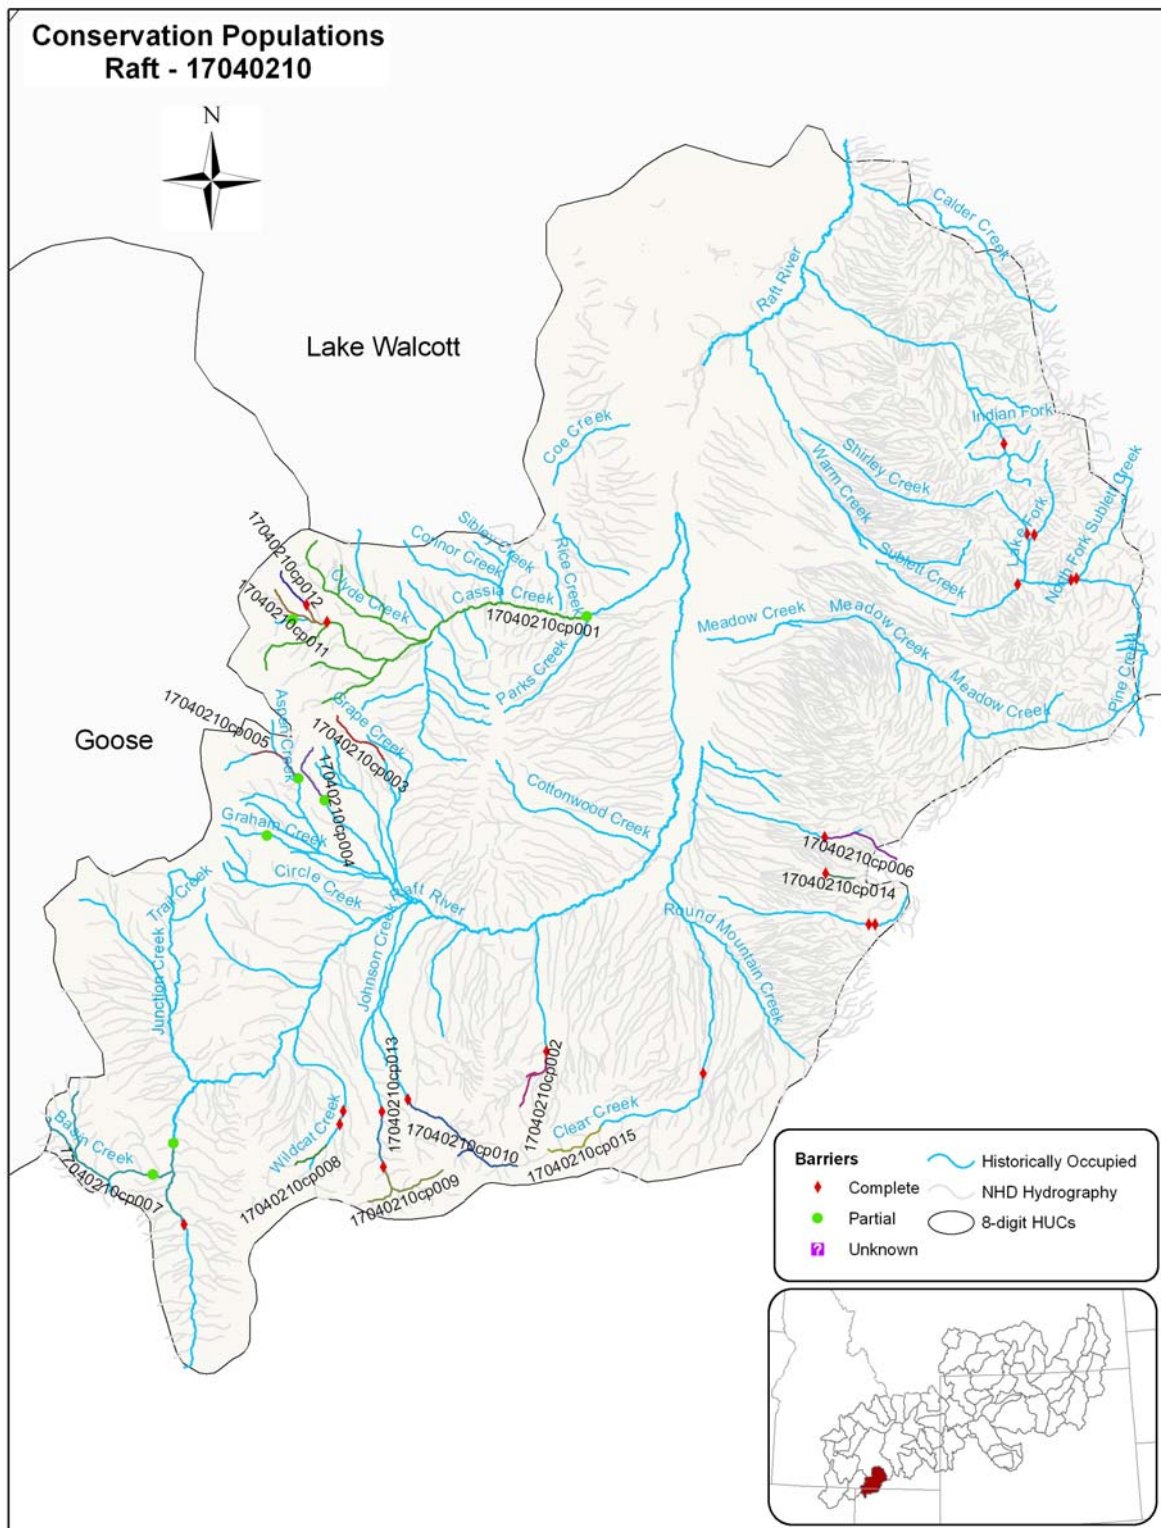 Conservation Populations
Raft - 17040210
N
Calder Creek
Raft River
Lake Walcott
Indian Fork
Coe Creek
Shirley Creek
Warm Creek
North Fork Sublett Creek
Lake Fork
Sibley Creek
Connor Creek
Rice Creek
Sublett Creek
17040210cp012
Clyde Creek
Cassia Creek
17040210cp001
17040210cp011
Meadow Creek
Meadow Creek
Meadow Creek
Pine Creek
Parks Creek
Aspen Creek
Grape Creek
17040210cp005
17040210cp003
Goose
17040210cp004
Cottonwood Creek
Graham Creek
17040210cp006
17040210cp014
Circle Creek
Trail Creek
Raft River
Round Mountain Creek
Junction Creek
Johnson Creek
17040210cp013
17040210cp002
Clear Creek
17040210cp015
17040210cp010
Wildcat Creek
17040210cp008
17040210cp009
Basin Creek
17040210cp007
Barriers
Complete
Partial
? Unknown
Historically Occupied
NHD Hydrography
8-digit HUCs